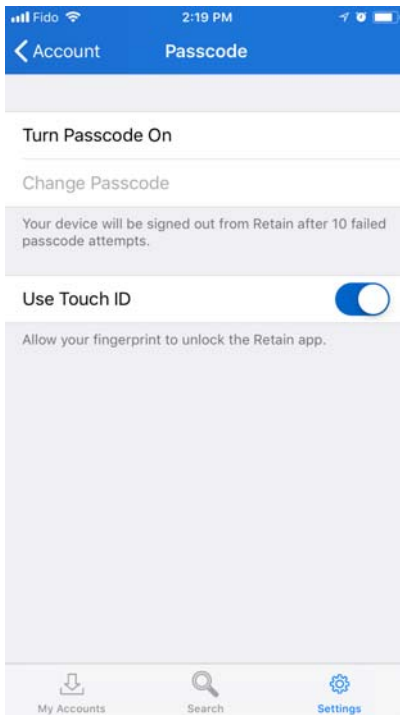 Fido 2:19 PM
Account Passcode
Turn Passcode On
Change Passcode
Your device will be signed out from Retain after 10 failed
passcode attempts.
Use Touch ID
Allow your fingerprint to unlock the Retain app.
My Accounts Search Settings